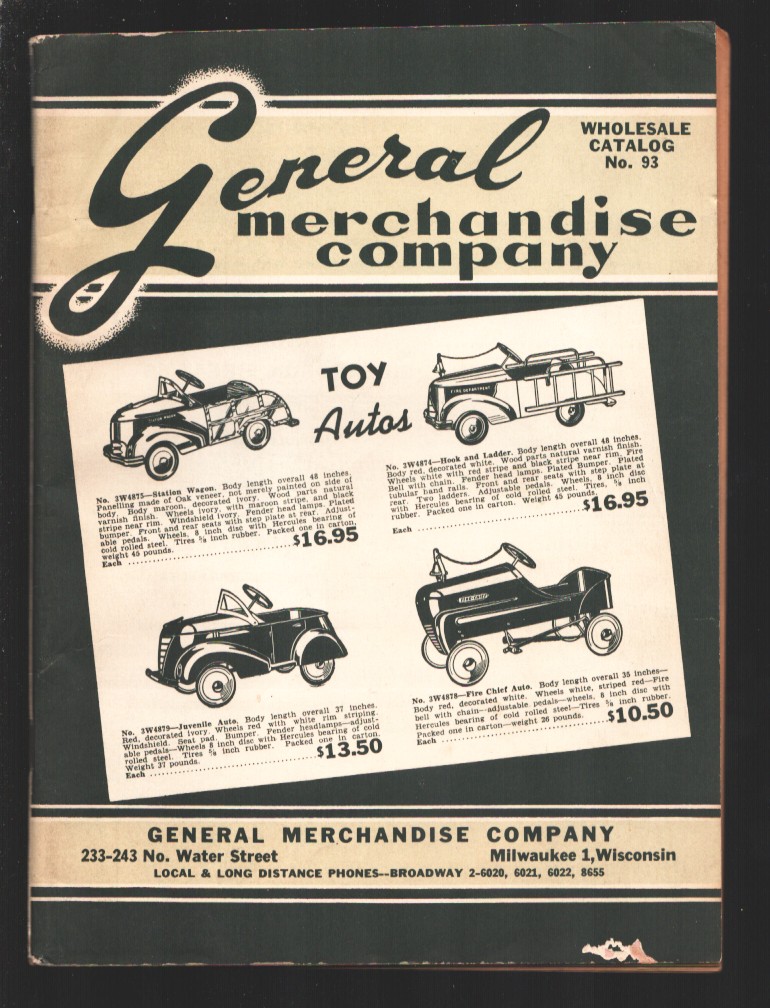 General
WHOLESALE
CATALOG
No. 93
merchandise
company
TOY
Autos
STATION WAGON
FIRE DEPARTMENT
No. 3W4875—Station Wagon. Body length overall 48 inches.
Panelling made of Oak veneer, not merely painted on side of
body. Body maroon, decorated ivory. Wood parts natural
varnish finish. Wheels ivory, with maroon stripe, and black
stripe near rim. Windshield ivory. Fender head lamps. Plated
bumper. Front and rear seats with step plate at rear. Adjust-
able pedals. Wheels, 8 inch disc with Hercules bearing of
cold rolled steel. Tires ⅝ inch rubber. Packed one in carton,
weight 45 pounds.
Each ........ $16.95
No. 3W4874—Hook and Ladder. Body length overall 48 inches.
Body red, decorated white. Wood parts natural varnish finish.
Wheels white with red stripe and black stripe near rim. Fire
Bell with chain. Fender head lamps. Plated Bumper. Plated
tubular hand rails. Front and rear seats with step plate at
rear. Two ladders. Adjustable pedals. Wheels, 8 inch disc
with Hercules bearing of cold rolled steel. Tires, ⅝ inch
rubber. Packed one in carton. Weight 45 pounds.
Each ........ $16.95
FIRE CHIEF
No. 3W4879—Juvenile Auto. Body length overall 37 inches.
Red, decorated ivory. Wheels red with white rim striping.
Windshield. Seat pad. Bumper. Fender headlamps—adjust-
able pedals—Wheels 8 inch disc with Hercules bearing of cold
rolled steel. Tires ⅝ inch rubber. Packed one in carton.
Weight 37 pounds.
Each ........ $13.50
No. 3W4878—Fire Chief Auto. Body length overall 35 inches—
Body red, decorated white. Wheels white, striped red—Fire
bell with chain—adjustable pedals—wheels, 8 inch disc with
Hercules bearing of cold rolled steel—Tires ⅝ inch rubber.
Packed one in carton—weight 26 pounds.
Each ........ $10.50
GENERAL MERCHANDISE COMPANY
233-243 No. Water Street Milwaukee 1, Wisconsin
LOCAL & LONG DISTANCE PHONES--BROADWAY 2-6020, 6021, 6022, 8655